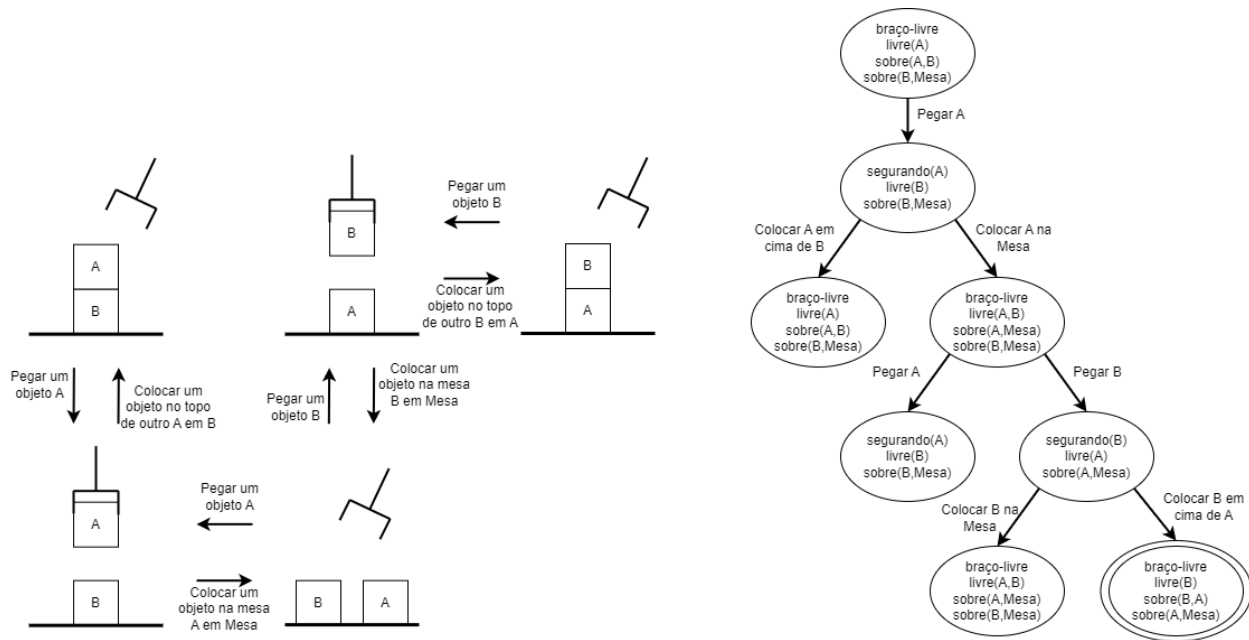 A
B
Pegar um
objeto A
Colocar um
objeto no topo
de outro A em B
A
B
Pegar um
objeto A
Colocar um
objeto na mesa
A em Mesa
B
A
B
A
Pegar um
objeto B
Colocar um
objeto na mesa
B em Mesa
Pegar um
objeto B
Colocar um
objeto no topo
de outro B em A
B
A
braço-livre
livre(A)
sobre(A,B)
sobre(B,Mesa)
Pegar A
segurando(A)
livre(B)
sobre(B,Mesa)
Colocar A em
cima de B
Colocar A na
Mesa
braço-livre
livre(A)
sobre(A,B)
sobre(B,Mesa)
braço-livre
livre(A,B)
sobre(A,Mesa)
sobre(B,Mesa)
Pegar A
Pegar B
segurando(A)
livre(B)
sobre(B,Mesa)
segurando(B)
livre(A)
sobre(A,Mesa)
Colocar B na
Mesa
Colocar B em
cima de A
braço-livre
livre(A,B)
sobre(A,Mesa)
sobre(B,Mesa)
braço-livre
livre(B)
sobre(B,A)
sobre(A,Mesa)